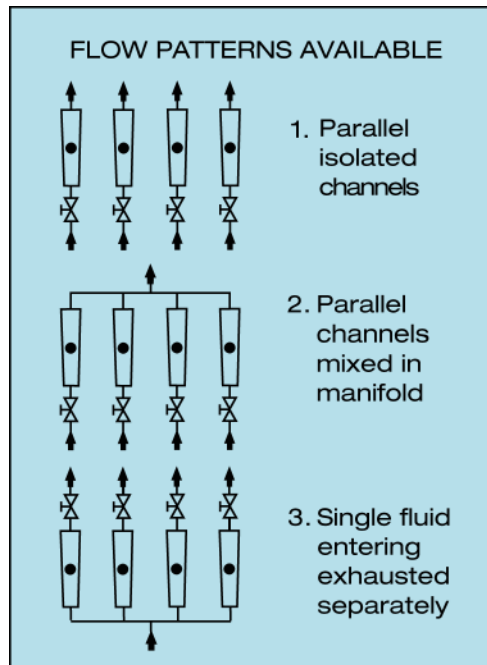 FLOW PATTERNS AVAILABLE
1. Parallel
isolated
channels
2. Parallel
channels
mixed in
manifold
3. Single fluid
entering
exhausted
separately